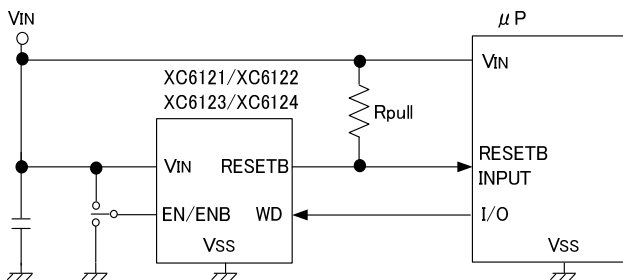 VIN
μP
XC6121/XC6122
XC6123/XC6124
Rpull
VIN
VIN
RESETB
RESETB
INPUT
EN/ENB
WD
I/O
VSS
VSS